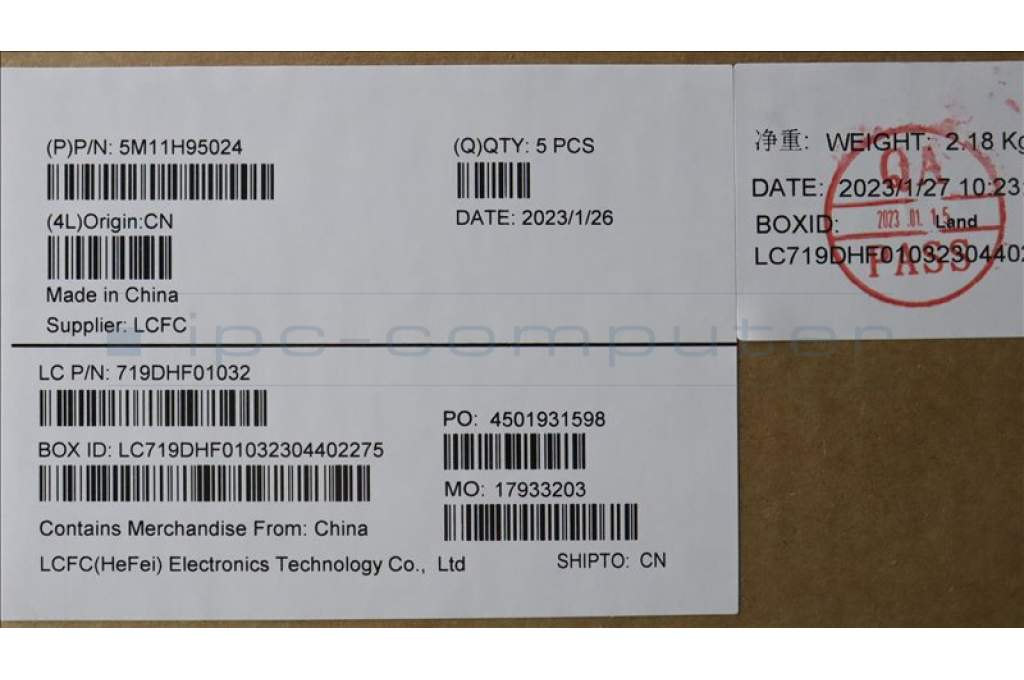 (P)P/N: 5M11H95024
(Q)QTY: 5 PCS
(4L)Origin:CN
DATE: 2023/1/26
Made in China
Supplier: LCFC
LC P/N: 719DHF01032
PO: 4501931598
BOX ID: LC719DHF01032304402275
MO: 17933203
Contains Merchandise From: China
LCFC(HeFei) Electronics Technology Co., Ltd
SHIPTO: CN
净重: WEIGHT: 2.18 Kg
DATE: 2023/1/27 10:23
BOXID: Land
LC719DHF0103230440
QA
2023 .01. 1.5
PASS
ipc-computer